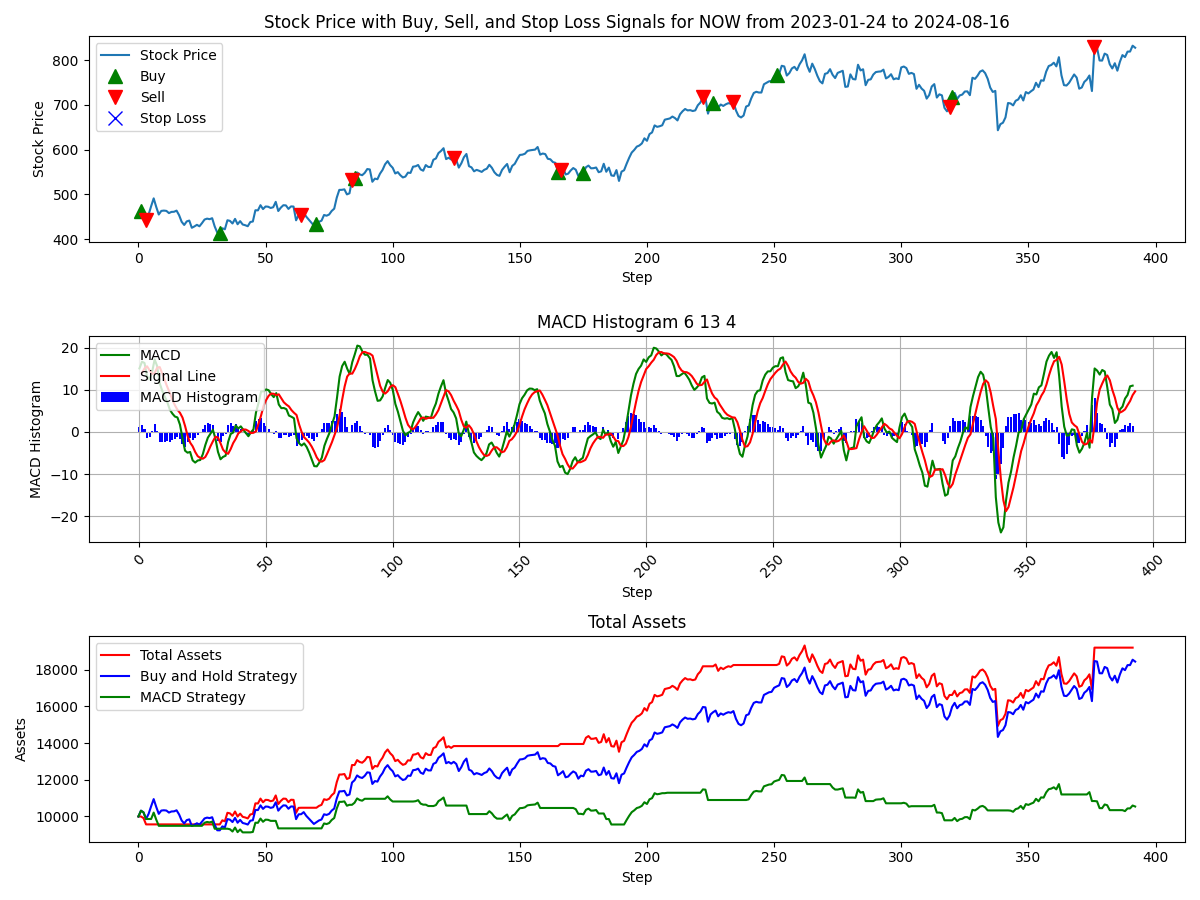 Stock Price with Buy, Sell, and Stop Loss Signals for NOW from 2023-01-24 to 2024-08-16
Stock Price
Buy
Sell
Stop Loss
Stock Price
800
700
600
500
400
0 50 100 150 200 250 300 350 400
Step
MACD Histogram 6 13 4
MACD
Signal Line
MACD Histogram
MACD Histogram
20
10
0
−10
−20
0 50 100 150 200 250 300 350 400
Step
Total Assets
Total Assets
Buy and Hold Strategy
MACD Strategy
Assets
18000
16000
14000
12000
10000
0 50 100 150 200 250 300 350 400
Step